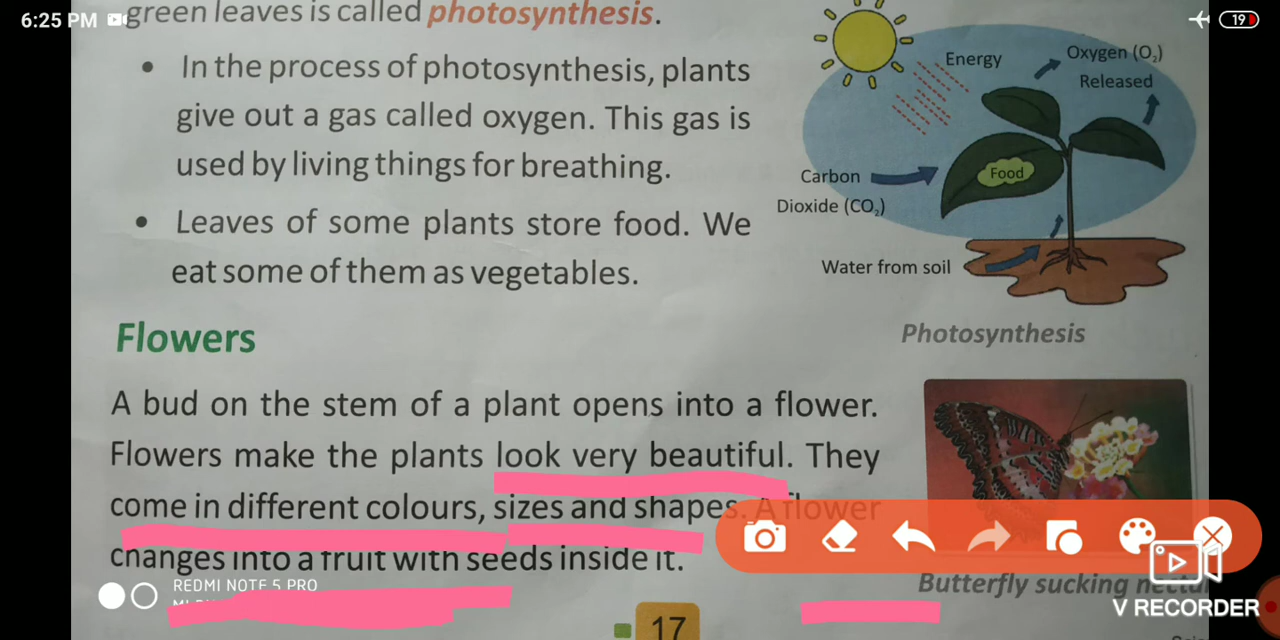 6:25 PM
19
green leaves is called photosynthesis.
• In the process of photosynthesis, plants
give out a gas called oxygen. This gas is
used by living things for breathing.
• Leaves of some plants store food. We
eat some of them as vegetables.
Energy
Oxygen (O₂)
Released
Food
Carbon
Dioxide (CO₂)
Water from soil
Photosynthesis
Flowers
A bud on the stem of a plant opens into a flower.
Flowers make the plants look very beautiful. They
come in different colours, sizes and shapes. A flower
changes into a fruit with seeds inside it.
Butterfly sucking
REDMI NOTE 5 PRO
V RECORDER
17